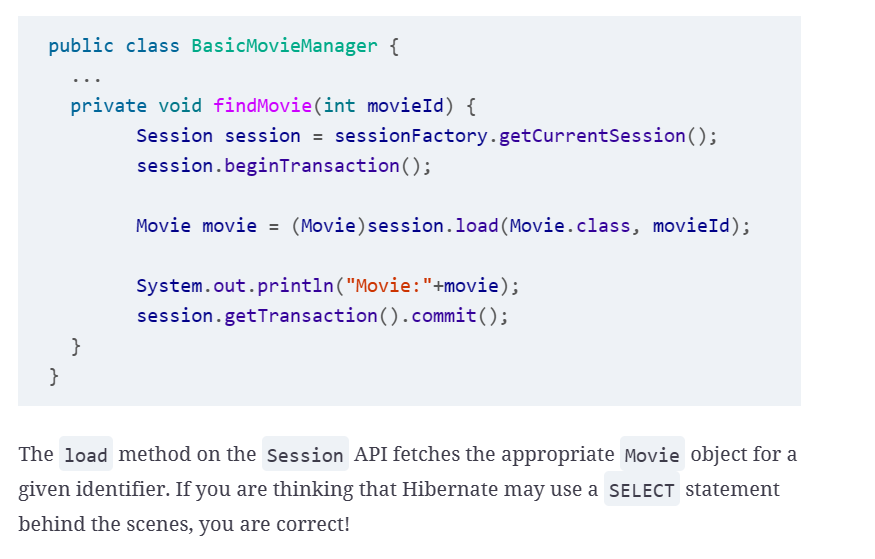 public class BasicMovieManager {
...
private void findMovie(int movieId) {
Session session = sessionFactory.getCurrentSession();
session.beginTransaction();
Movie movie = (Movie)session.load(Movie.class, movieId);
System.out.println("Movie:"+movie);
session.getTransaction().commit();
}
}
The load method on the Session API fetches the appropriate Movie object for a
given identifier. If you are thinking that Hibernate may use a SELECT statement
behind the scenes, you are correct!